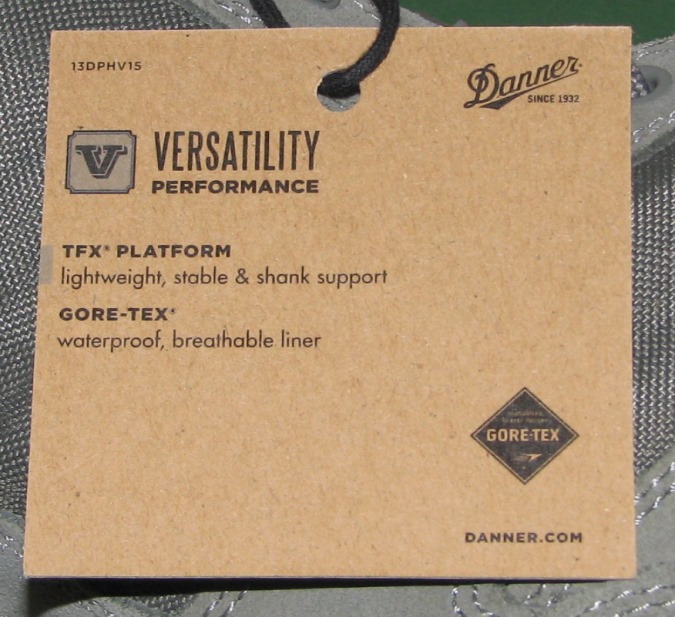 13DPHV15
Danner
SINCE 1932
V
VERSATILITY
PERFORMANCE
TFX® PLATFORM
lightweight, stable & shank support
GORE-TEX®
waterproof, breathable liner
GORE-TEX
DANNER.COM